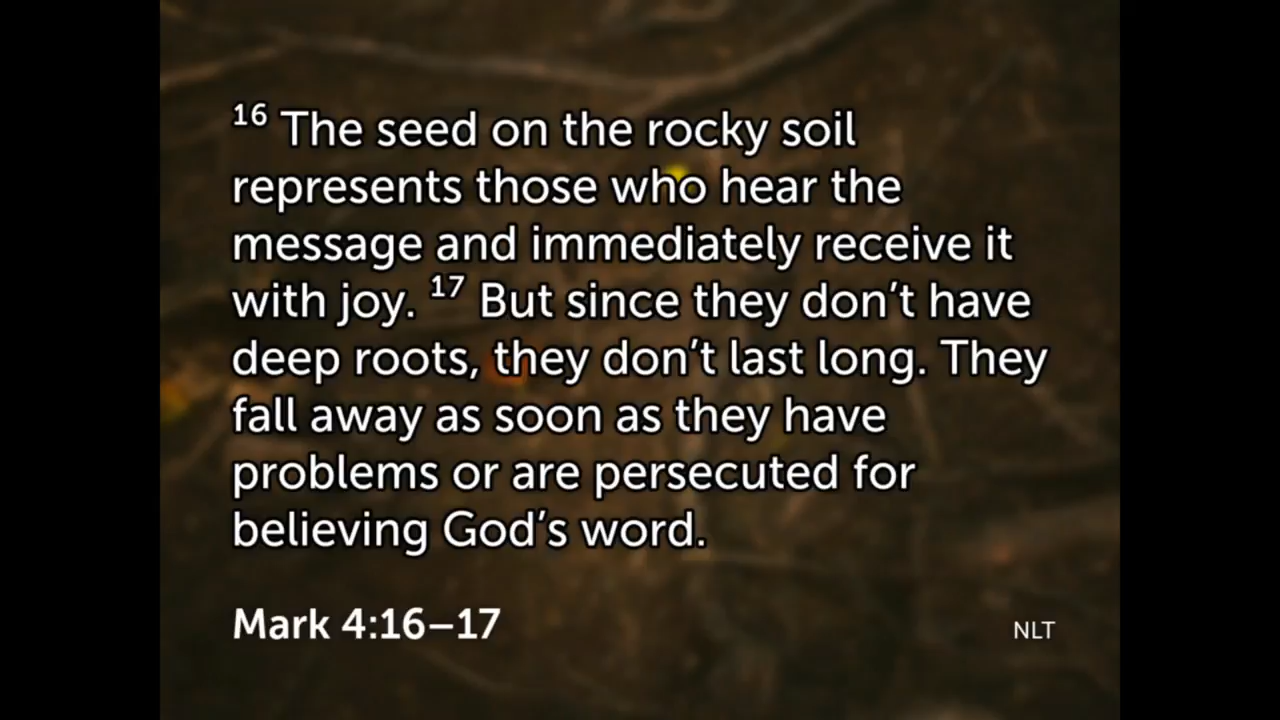 16 The seed on the rocky soil
represents those who hear the
message and immediately receive it
with joy. 17 But since they don’t have
deep roots, they don’t last long. They
fall away as soon as they have
problems or are persecuted for
believing God’s word.
Mark 4:16–17
NLT